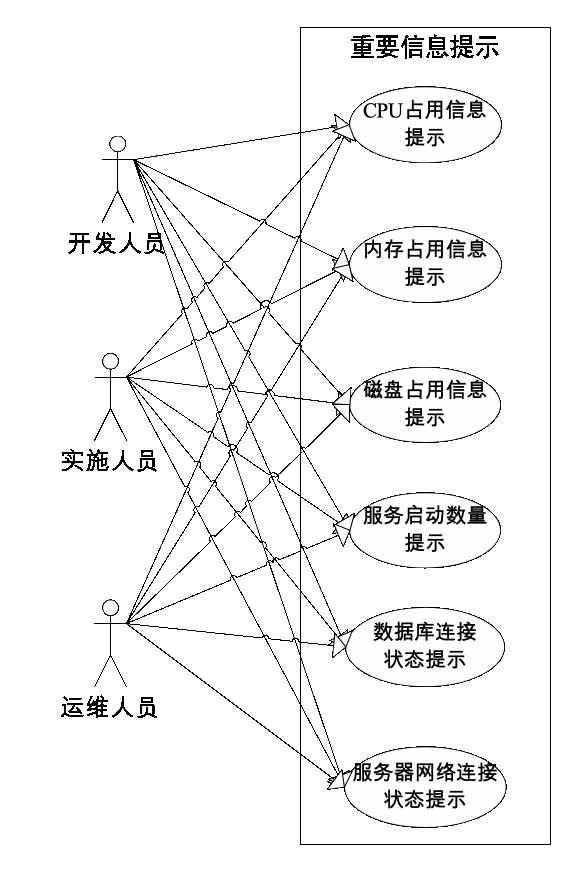 重要信息提示
CPU占用信息
提示
开发人员
内存占用信息
提示
实施人员
磁盘占用信息
提示
服务启动数量
提示
运维人员
数据库连接
状态提示
服务器网络连接
状态提示